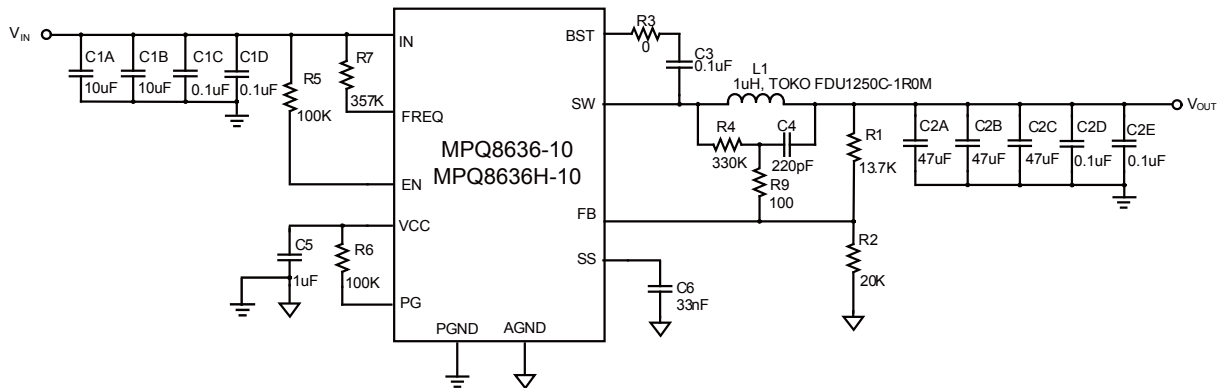 V_IN
C1A
10uF
C1B
10uF
C1C
0.1uF
C1D
0.1uF
R5
100K
R7
357K
IN
FREQ
EN
VCC
PG
C5
1uF
R6
100K
MPQ8636-10
MPQ8636H-10
PGND
AGND
BST
SW
FB
SS
R3
0
C3
0.1uF
L1
1uH, TOKO FDU1250C-1R0M
R4
330K
C4
220pF
R9
100
R1
13.7K
R2
20K
C6
33nF
C2A
47uF
C2B
47uF
C2C
47uF
C2D
0.1uF
C2E
0.1uF
V_OUT